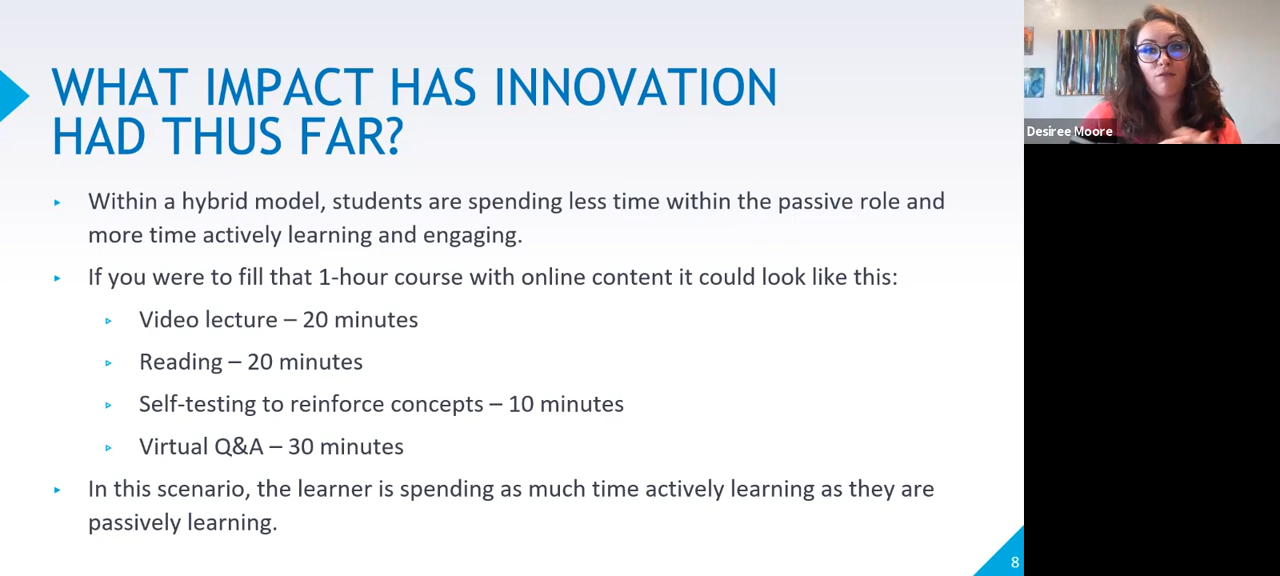 WHAT IMPACT HAS INNOVATION
HAD THUS FAR?
Within a hybrid model, students are spending less time within the passive role and
more time actively learning and engaging.
If you were to fill that 1-hour course with online content it could look like this:
Video lecture – 20 minutes
Reading – 20 minutes
Self-testing to reinforce concepts – 10 minutes
Virtual Q&A – 30 minutes
In this scenario, the learner is spending as much time actively learning as they are
passively learning.
8
Desiree Moore